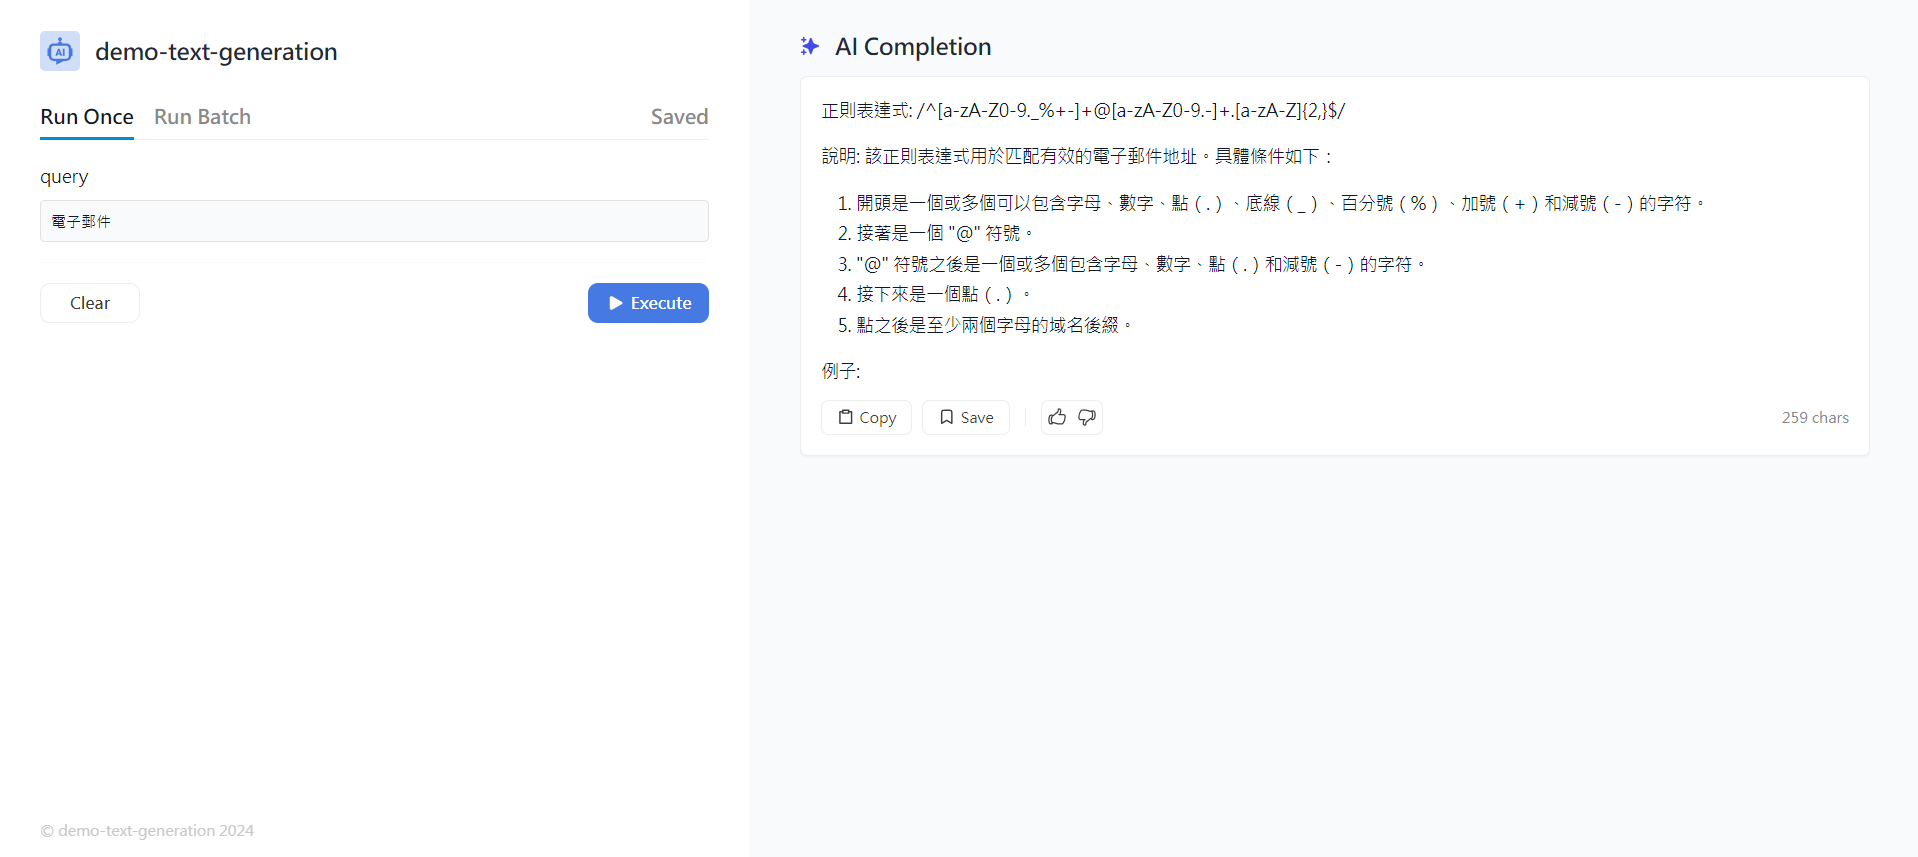 demo-text-generation
Run Once
Run Batch
Saved
query
電子郵件
Clear
Execute
© demo-text-generation 2024
AI Completion
正則表達式: /^[a-zA-Z0-9._%+-]+@[a-zA-Z0-9.-]+.[a-zA-Z]{2,}$/
說明: 該正則表達式用於匹配有效的電子郵件地址。具體條件如下：
1. 開頭是一個或多個可以包含字母、數字、點（.）、底線（_）、百分號（%）、加號（+）和減號（-）的字符。
2. 接著是一個 "@" 符號。
3. "@" 符號之後是一個或多個包含字母、數字、點（.）和減號（-）的字符。
4. 接下來是一個點（.）。
5. 點之後是至少兩個字母的域名後綴。
例子:
Copy
Save
259 chars